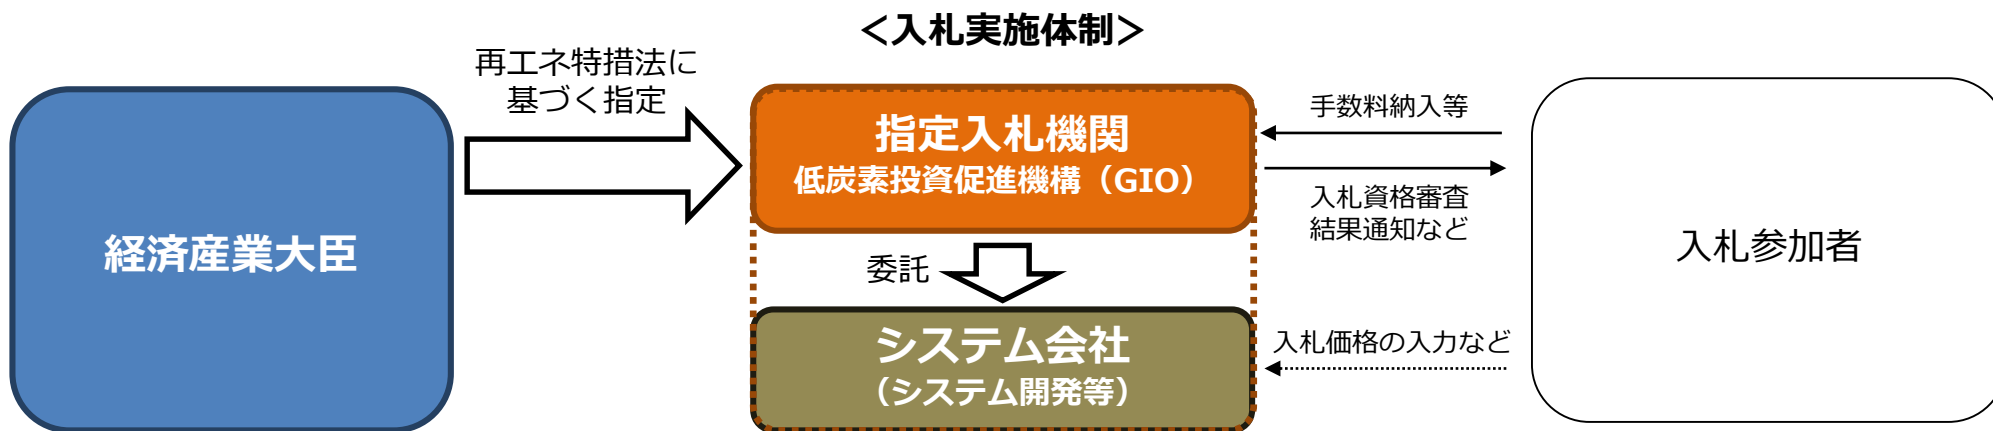 ＜入札実施体制＞
再エネ特措法に
基づく指定
経済産業大臣
指定入札機関
低炭素投資促進機構（GIO）
委託
システム会社
（システム開発等）
手数料納入等
入札資格審査
結果通知など
入札価格の入力など
入札参加者